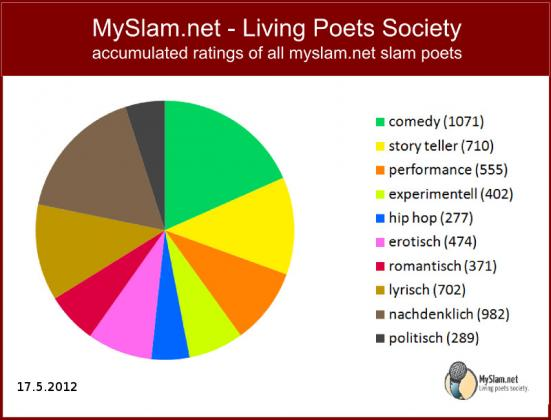 MySlam.net - Living Poets Society
accumulated ratings of all myslam.net slam poets
comedy (1071)
story teller (710)
performance (555)
experimentell (402)
hip hop (277)
erotisch (474)
romantisch (371)
lyrisch (702)
nachdenklich (982)
politisch (289)
17.5.2012
MySlam.net
Living poets society.